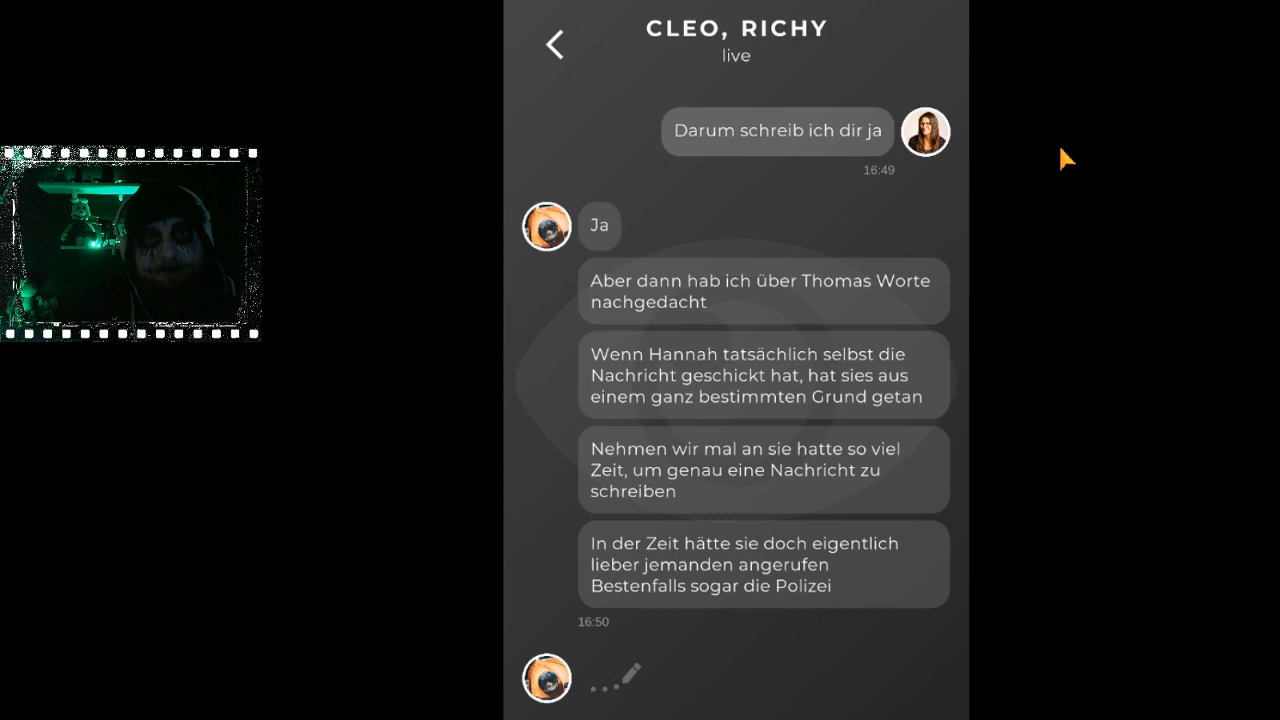 CLEO, RICHY
live
Darum schreib ich dir ja
16:49
Ja
Aber dann hab ich über Thomas Worte
nachgedacht
Wenn Hannah tatsächlich selbst die
Nachricht geschickt hat, hat sies aus
einem ganz bestimmten Grund getan
Nehmen wir mal an sie hatte so viel
Zeit, um genau eine Nachricht zu
schreiben
In der Zeit hätte sie doch eigentlich
lieber jemanden angerufen
Bestenfalls sogar die Polizei
16:50